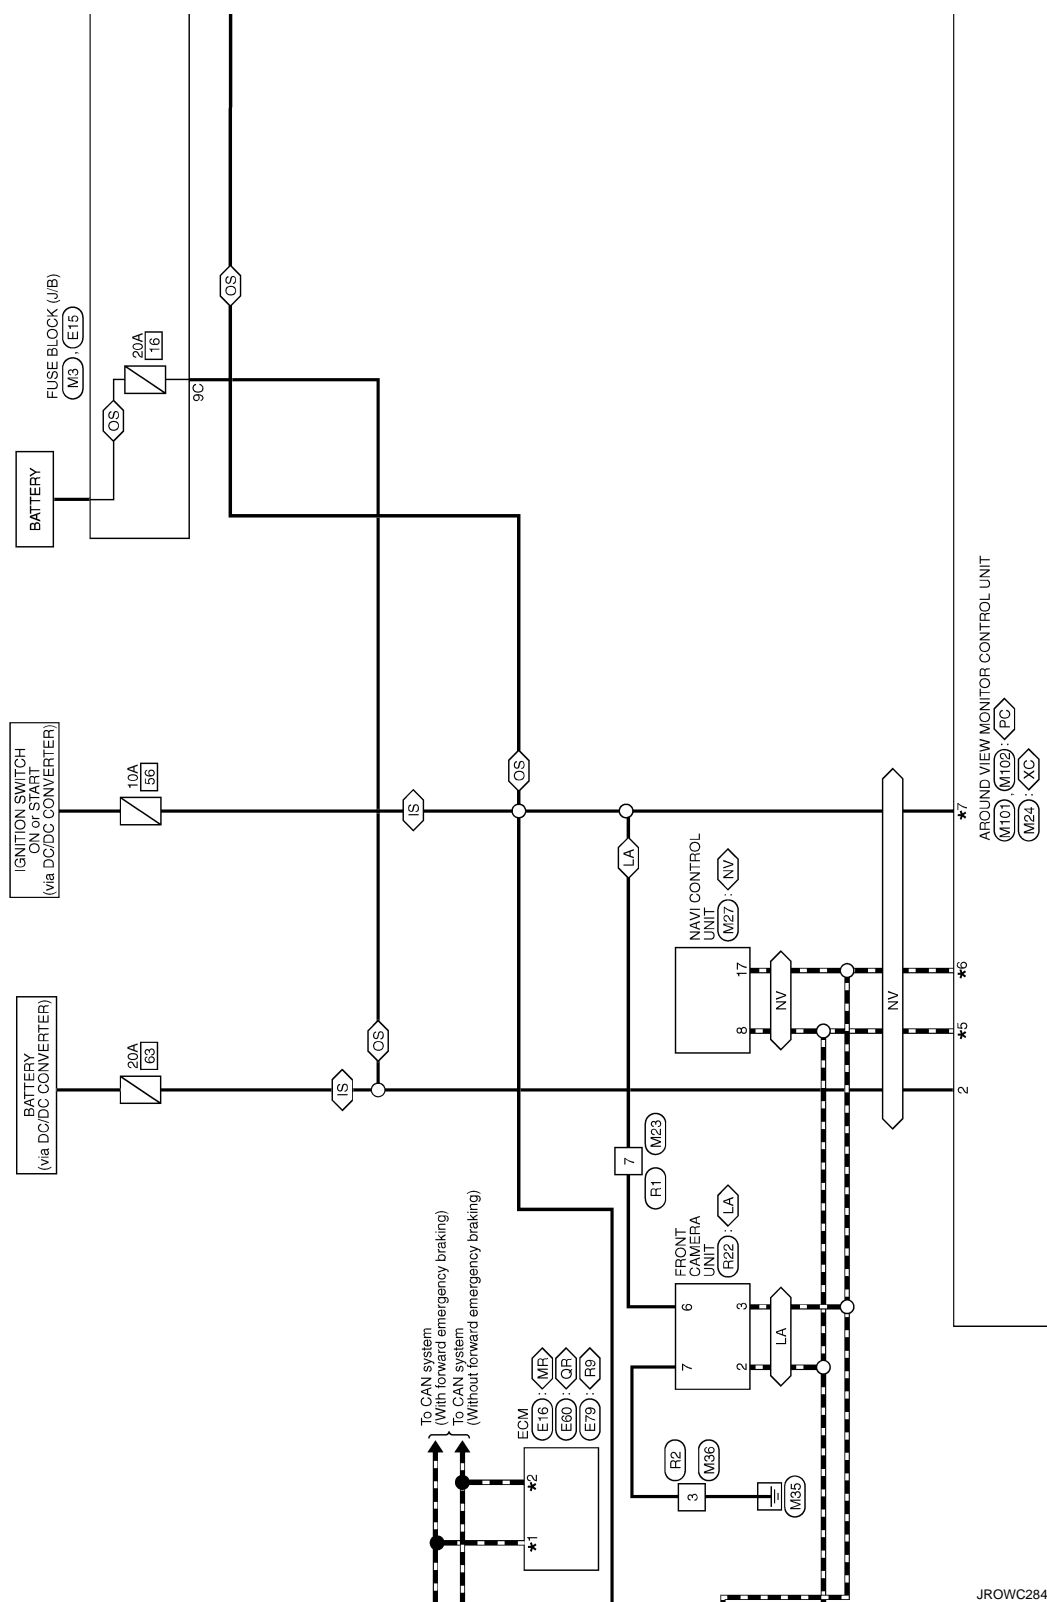 FUSE BLOCK (J/B)
M3 , E15
20A
16
OS
9C
BATTERY
OS
IGNITION SWITCH
ON or START
(via DC/DC CONVERTER)
10A
56
IS
OS
LA
*7
AROUND VIEW MONITOR CONTROL UNIT
M101 , M102 : PC
M24 : XC
NAVI CONTROL
UNIT
M27 : NV
17
8
NV
NV
*6
*5
2
BATTERY
(via DC/DC CONVERTER)
20A
63
IS
OS
7
M23
R1
FRONT
CAMERA
UNIT
R22 : LA
6
7
3
2
LA
To CAN system
(With forward emergency braking)
To CAN system
(Without forward emergency braking)
ECM
E16 : MR
E60 : QR
E79 : R9
*2
*1
R2
3
M36
M35
JROWC284